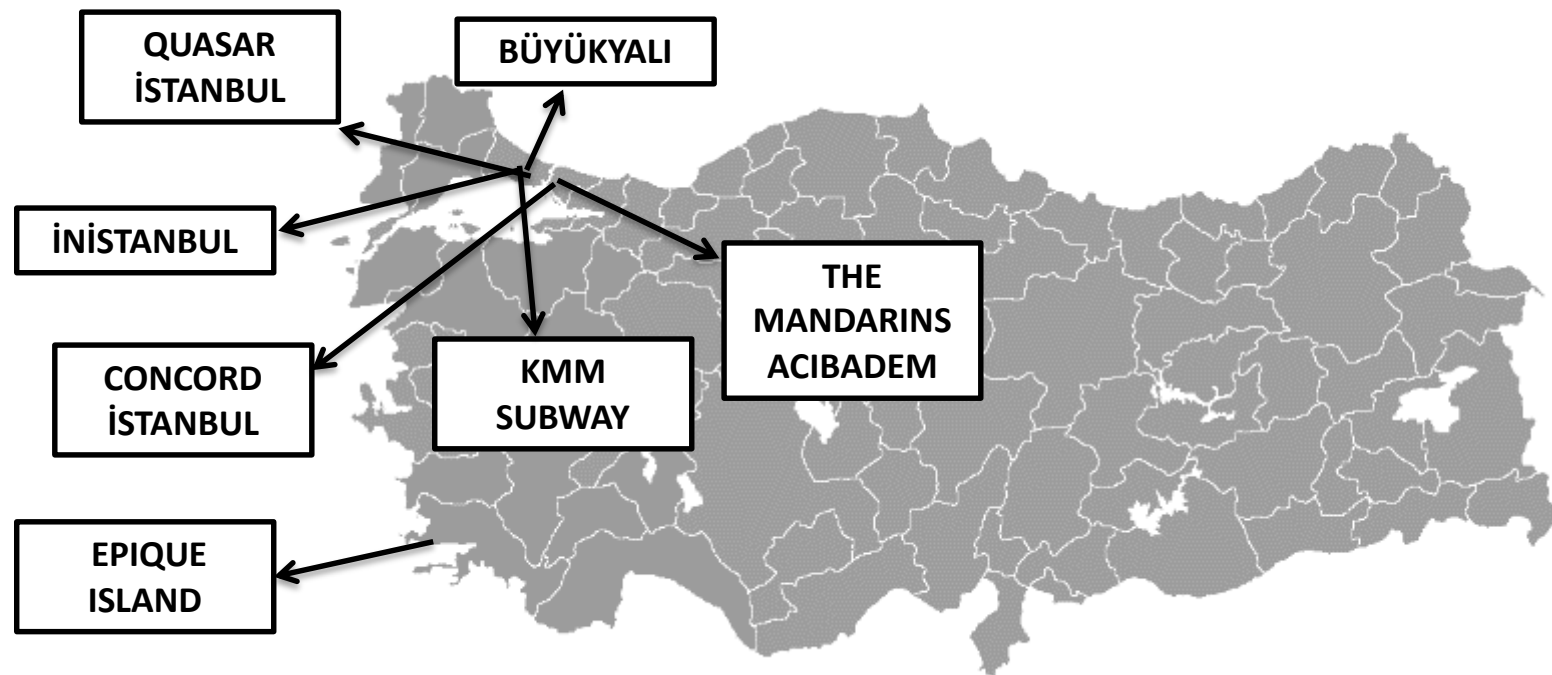 QUASAR
İSTANBUL
BÜYÜKYALI
İNİSTANBUL
THE
MANDARINS
ACIBADEM
CONCORD
İSTANBUL
KMM
SUBWAY
EPIQUE
ISLAND